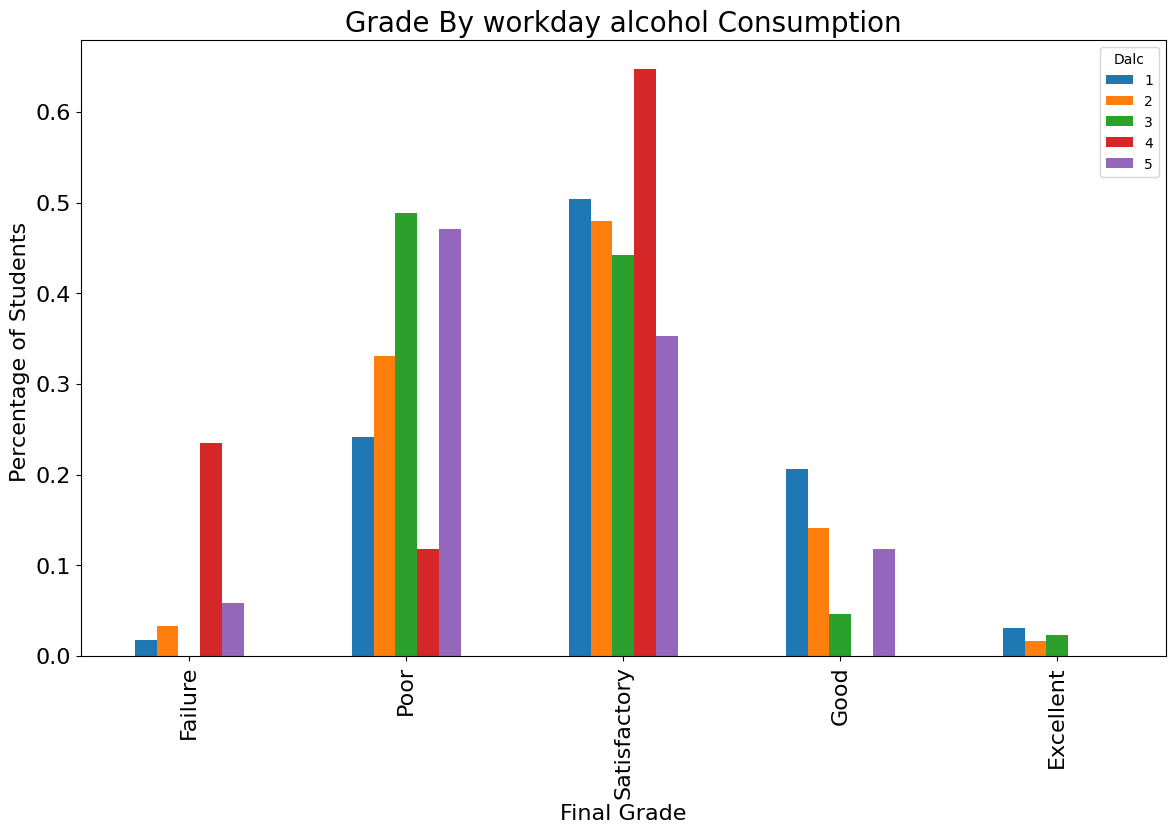 Grade By workday alcohol Consumption
Dalc
1
2
3
4
5
Percentage of Students
0.6
0.5
0.4
0.3
0.2
0.1
0.0
Failure
Poor
Satisfactory
Good
Excellent
Final Grade